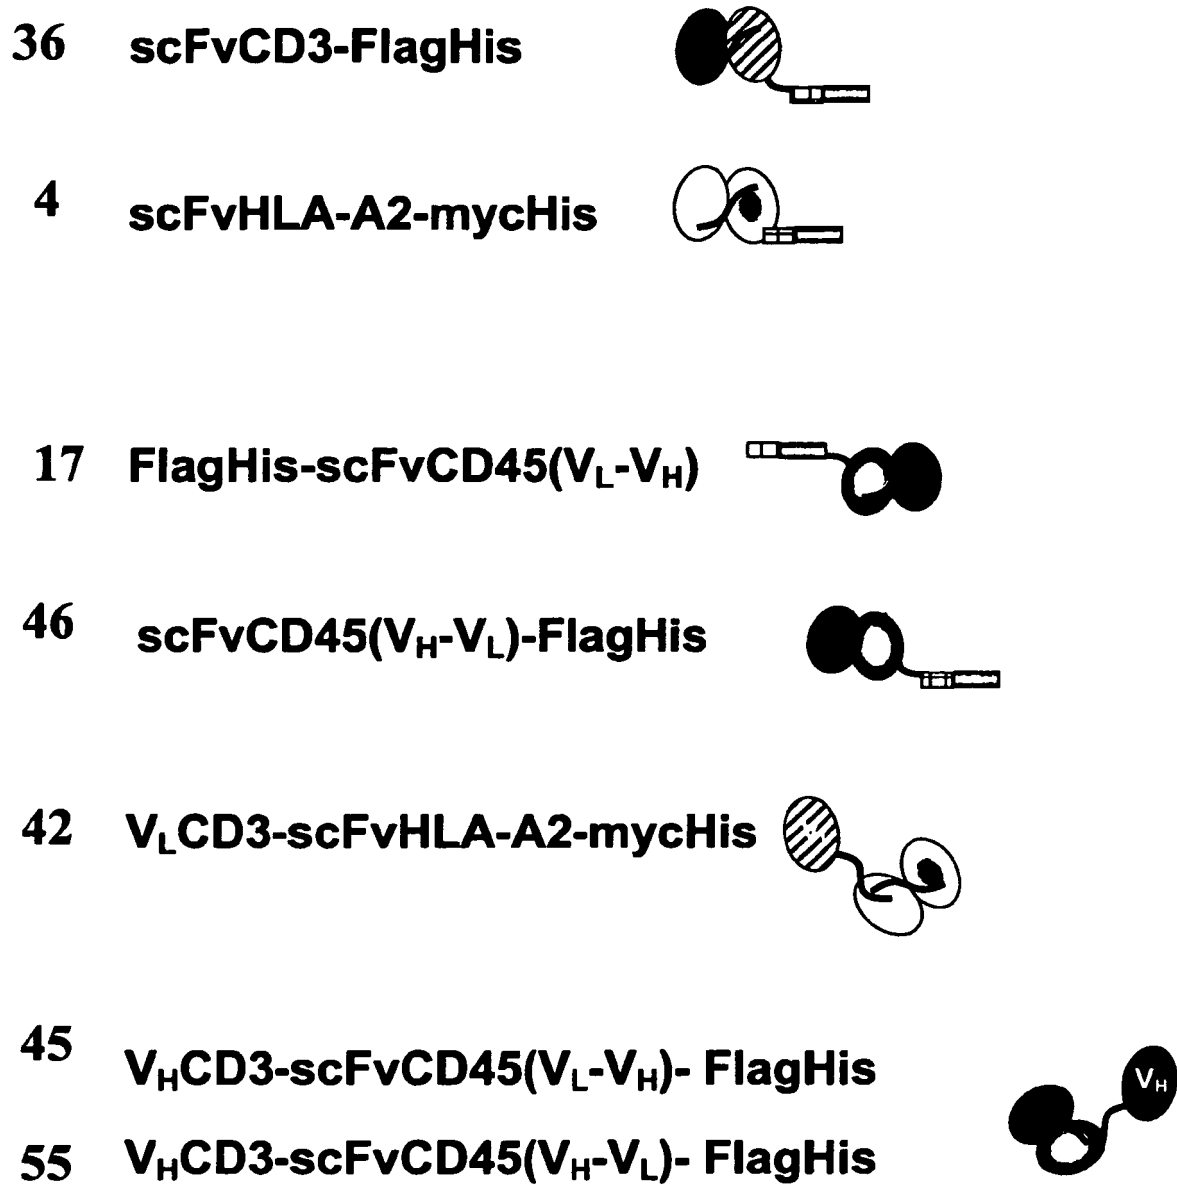 36 scFvCD3-FlagHis
4 scFvHLA-A2-mycHis
17 FlagHis-scFvCD45(VL-VH)
46 scFvCD45(VH-VL)-FlagHis
42 VLCD3-scFvHLA-A2-mycHis
45 VHCD3-scFvCD45(VL-VH)- FlagHis
VH
55 VHCD3-scFvCD45(VH-VL)- FlagHis